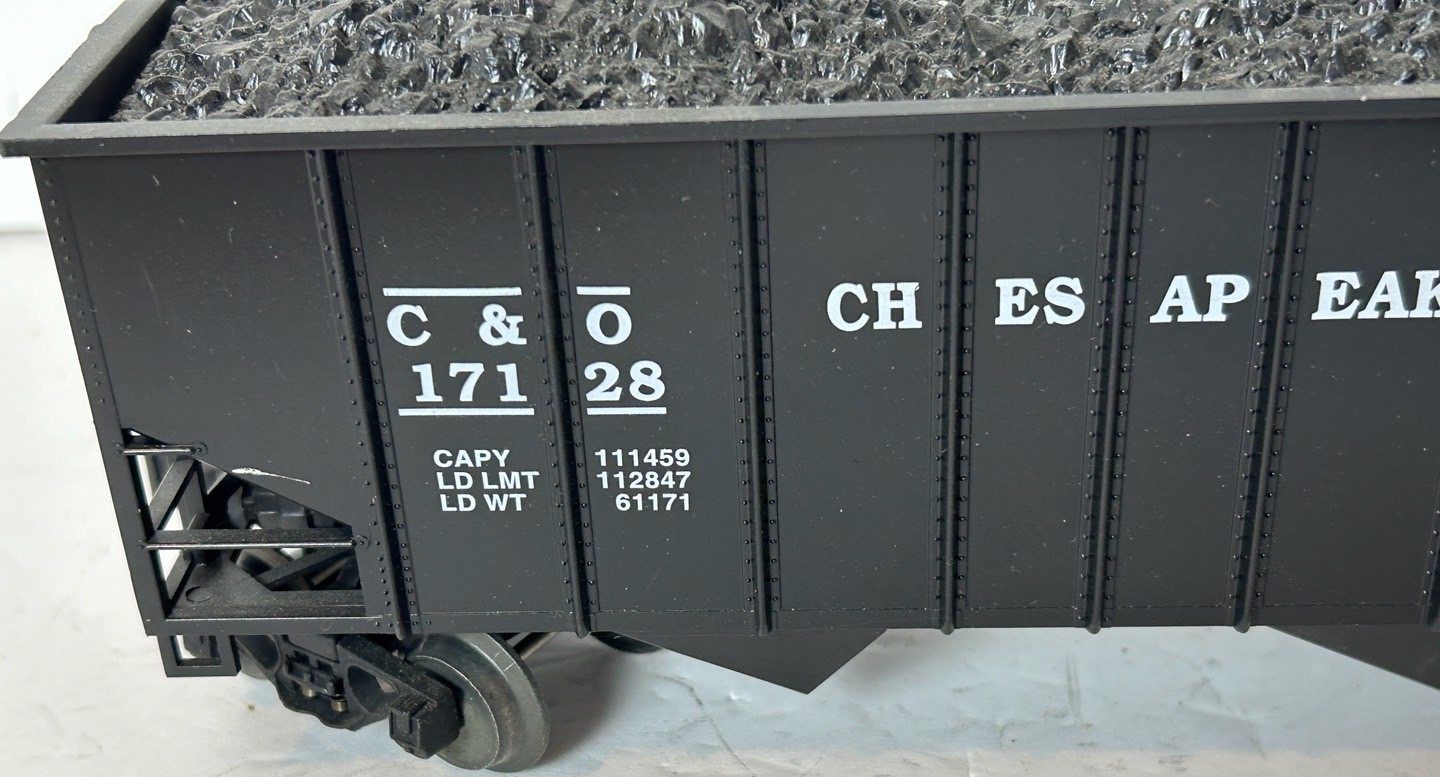 C & O
171 28
CAPY 111459
LD LMT 112847
LD WT 61171
CH ES AP EAK